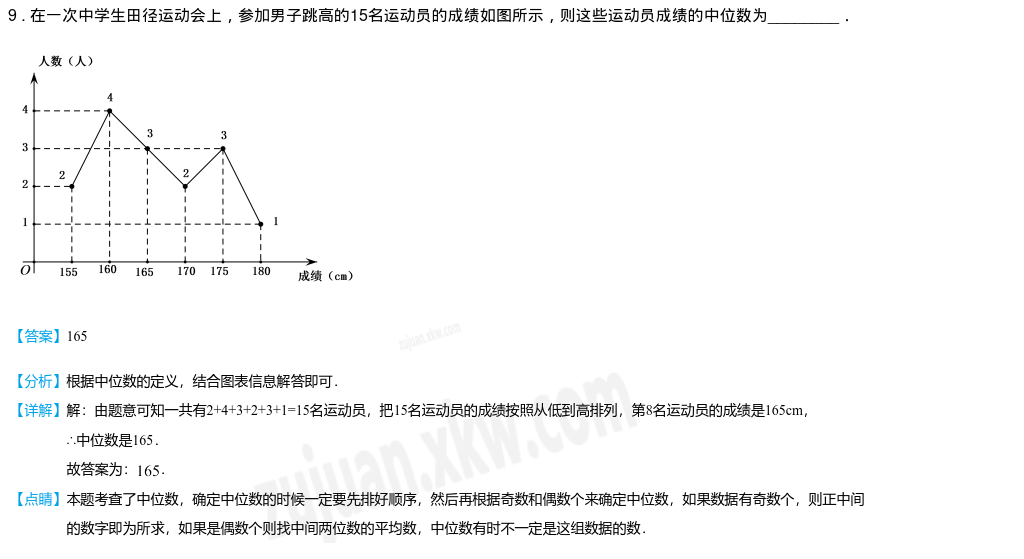 9．在一次中学生田径运动会上，参加男子跳高的15名运动员的成绩如图所示，则这些运动员成绩的中位数为_________．
人数（人）
4
4
3
3
3
2
2
2
1
1
O
155 160 165 170 175 180
成绩（cm）
【答案】165
zujuan.xkw.com
【分析】根据中位数的定义，结合图表信息解答即可．
【详解】解：由题意可知一共有2+4+3+2+3+1=15名运动员，把15名运动员的成绩按照从低到高排列，第8名运动员的成绩是165cm，
∴中位数是165．
故答案为：165．
zujuan.xkw.com
【点睛】本题考查了中位数，确定中位数的时候一定要先排好顺序，然后再根据奇数和偶数个来确定中位数，如果数据有奇数个，则正中间
的数字即为所求，如果是偶数个则找中间两位数的平均数，中位数有时不一定是这组数据的数．